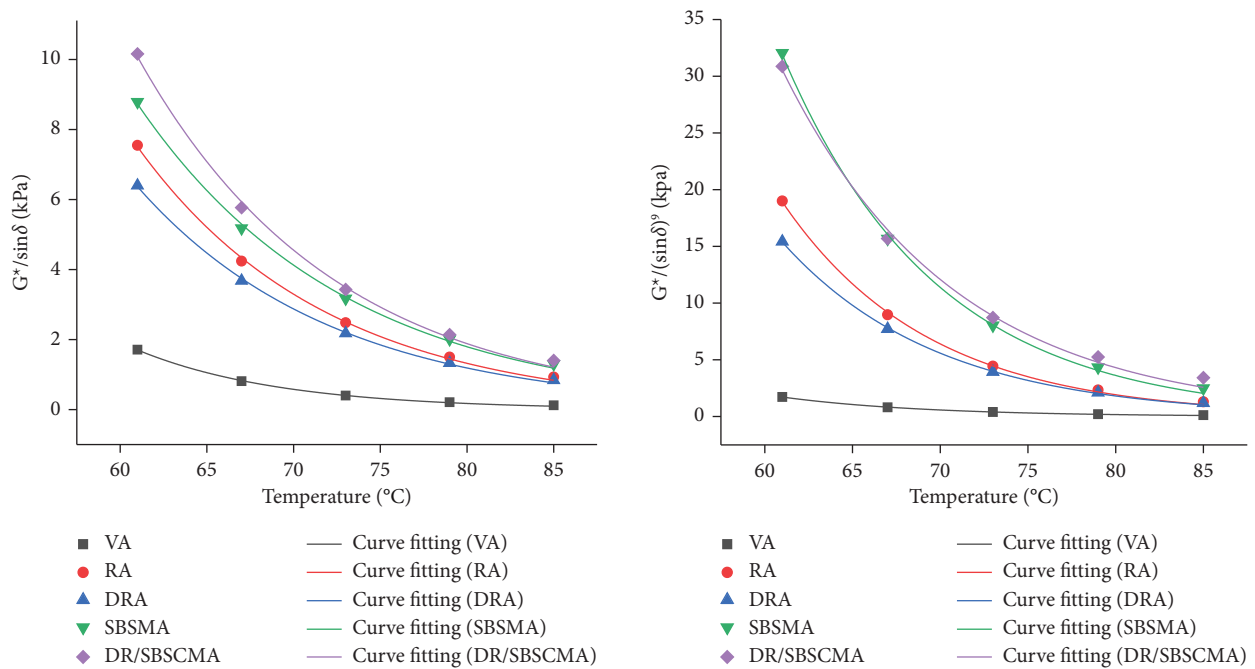 G*/sinδ (kPa)
10
8
6
4
2
0
60 65 70 75 80 85
Temperature (°C)
VA
RA
DRA
SBSMA
DR/SBSCMA
Curve fitting (VA)
Curve fitting (RA)
Curve fitting (DRA)
Curve fitting (SBSMA)
Curve fitting (DR/SBSCMA)
G*/(sinδ)⁹ (kpa)
35
30
25
20
15
10
5
0
60 65 70 75 80 85
Temperature (°C)
VA
RA
DRA
SBSMA
DR/SBSCMA
Curve fitting (VA)
Curve fitting (RA)
Curve fitting (DRA)
Curve fitting (SBSMA)
Curve fitting (DR/SBSCMA)